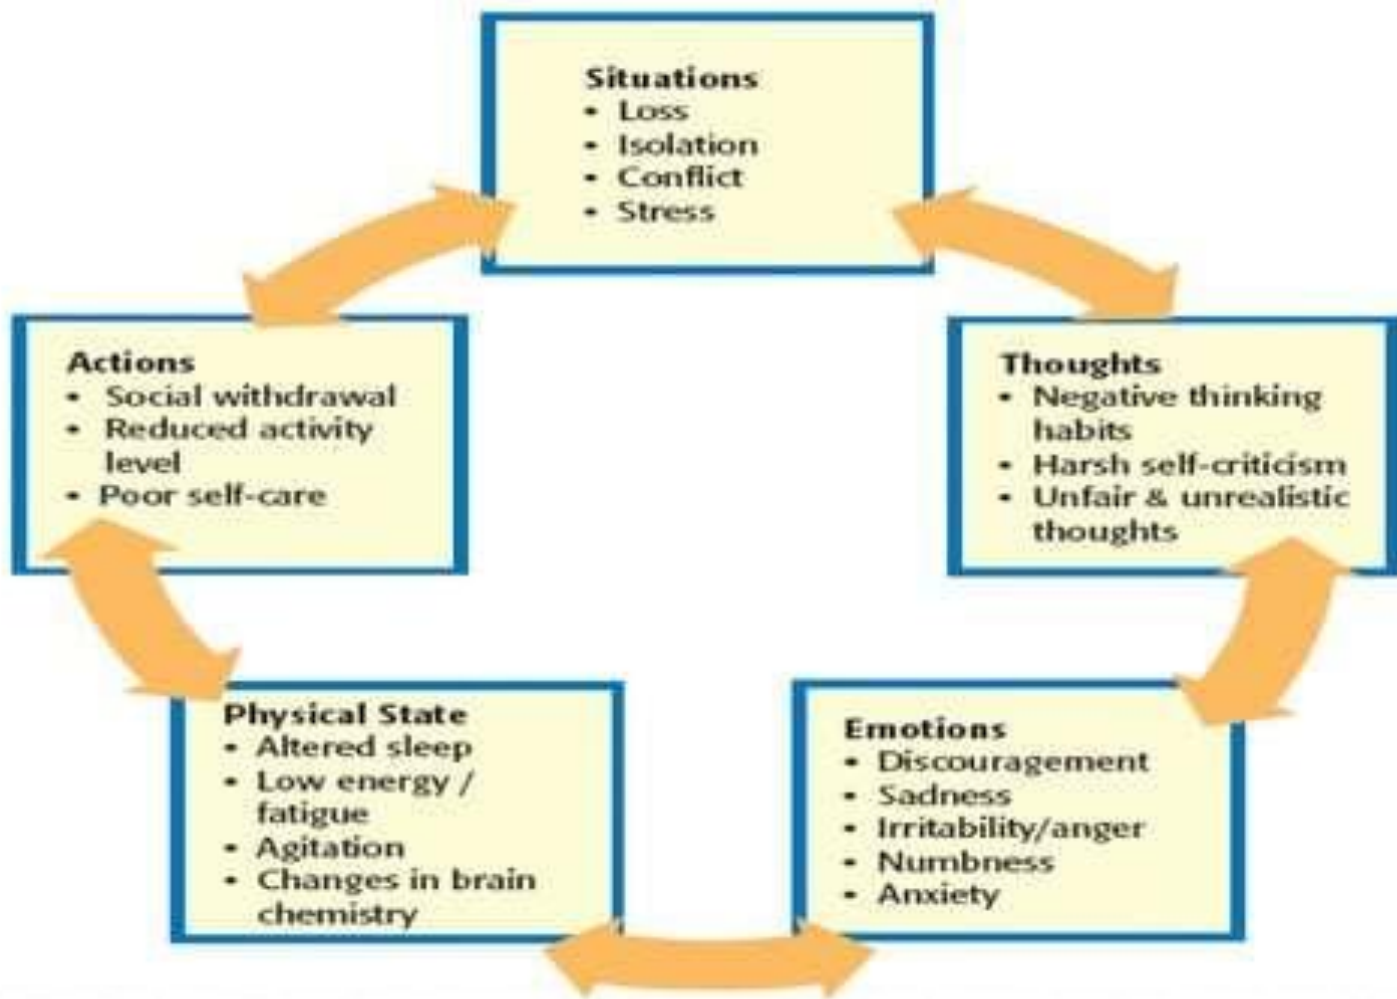 Situations
• Loss
• Isolation
• Conflict
• Stress
Actions
• Social withdrawal
• Reduced activity
level
• Poor self-care
Thoughts
• Negative thinking
habits
• Harsh self-criticism
• Unfair & unrealistic
thoughts
Physical State
• Altered sleep
• Low energy /
fatigue
• Agitation
• Changes in brain
chemistry
Emotions
• Discouragement
• Sadness
• Irritability/anger
• Numbness
• Anxiety